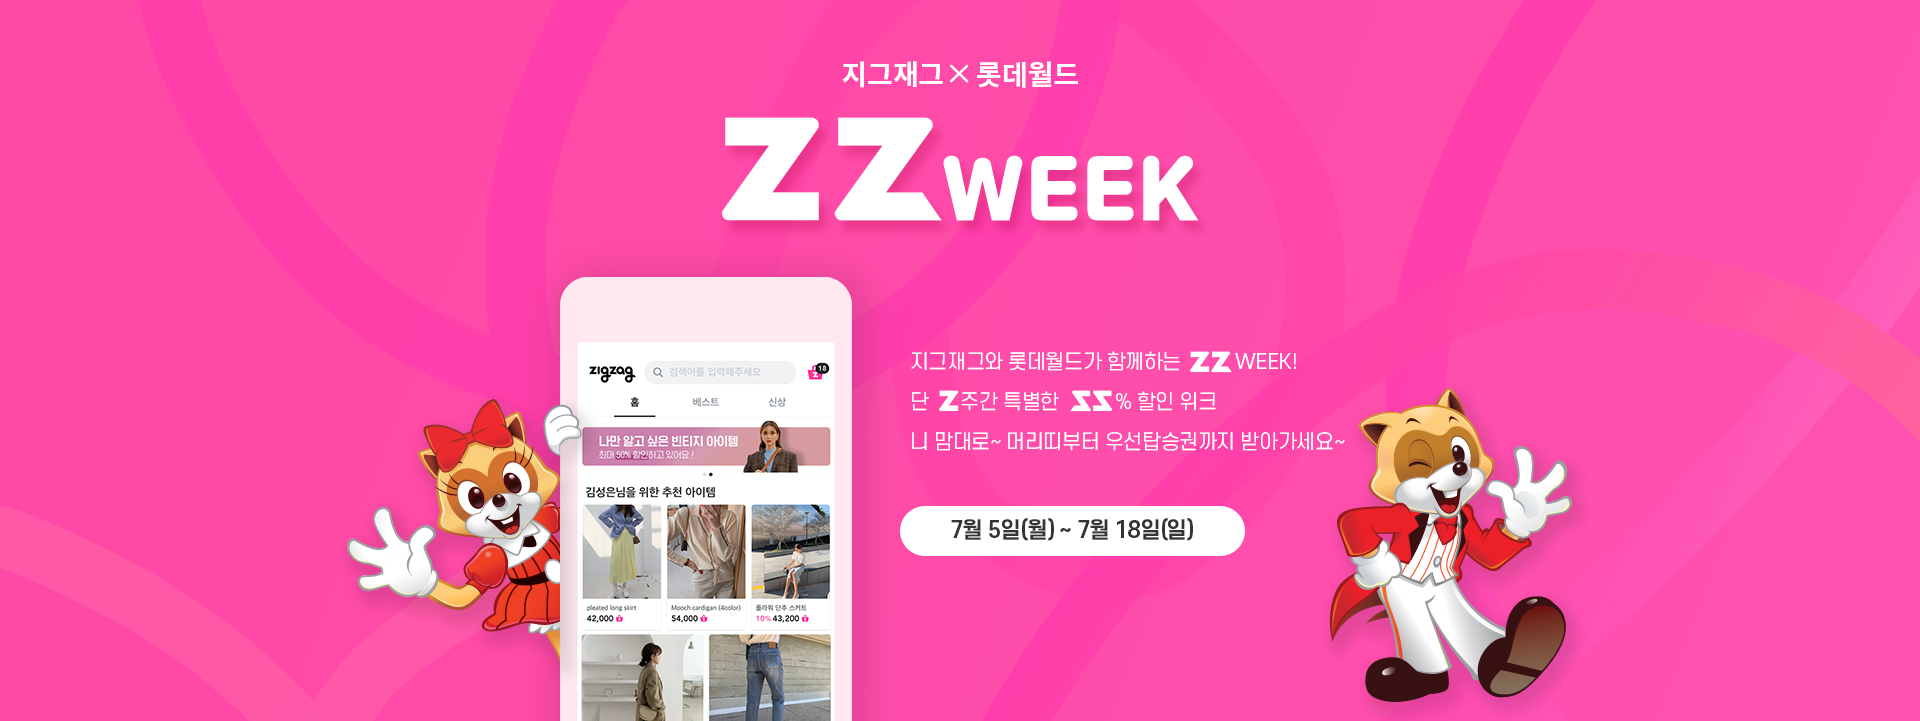 지그재그 × 롯데월드
ZZ WEEK
zigzag
검색어를 입력해주세요
18
홈 베스트 신상
나만 알고 싶은 빈티지 아이템
최대 50% 할인하고 있어요 !
김성은님을 위한 추천 아이템
pleated long skirt
42,000
Mooch cardigan (4color)
54,000
플라워 단추 스커트
10% 43,200
지그재그와 롯데월드가 함께하는 ZZ WEEK!
단 Z주간 특별한 ZZ% 할인 위크
니 맘대로~ 머리띠부터 우선탑승권까지 받아가세요~
7월 5일(월) ~ 7월 18일(일)